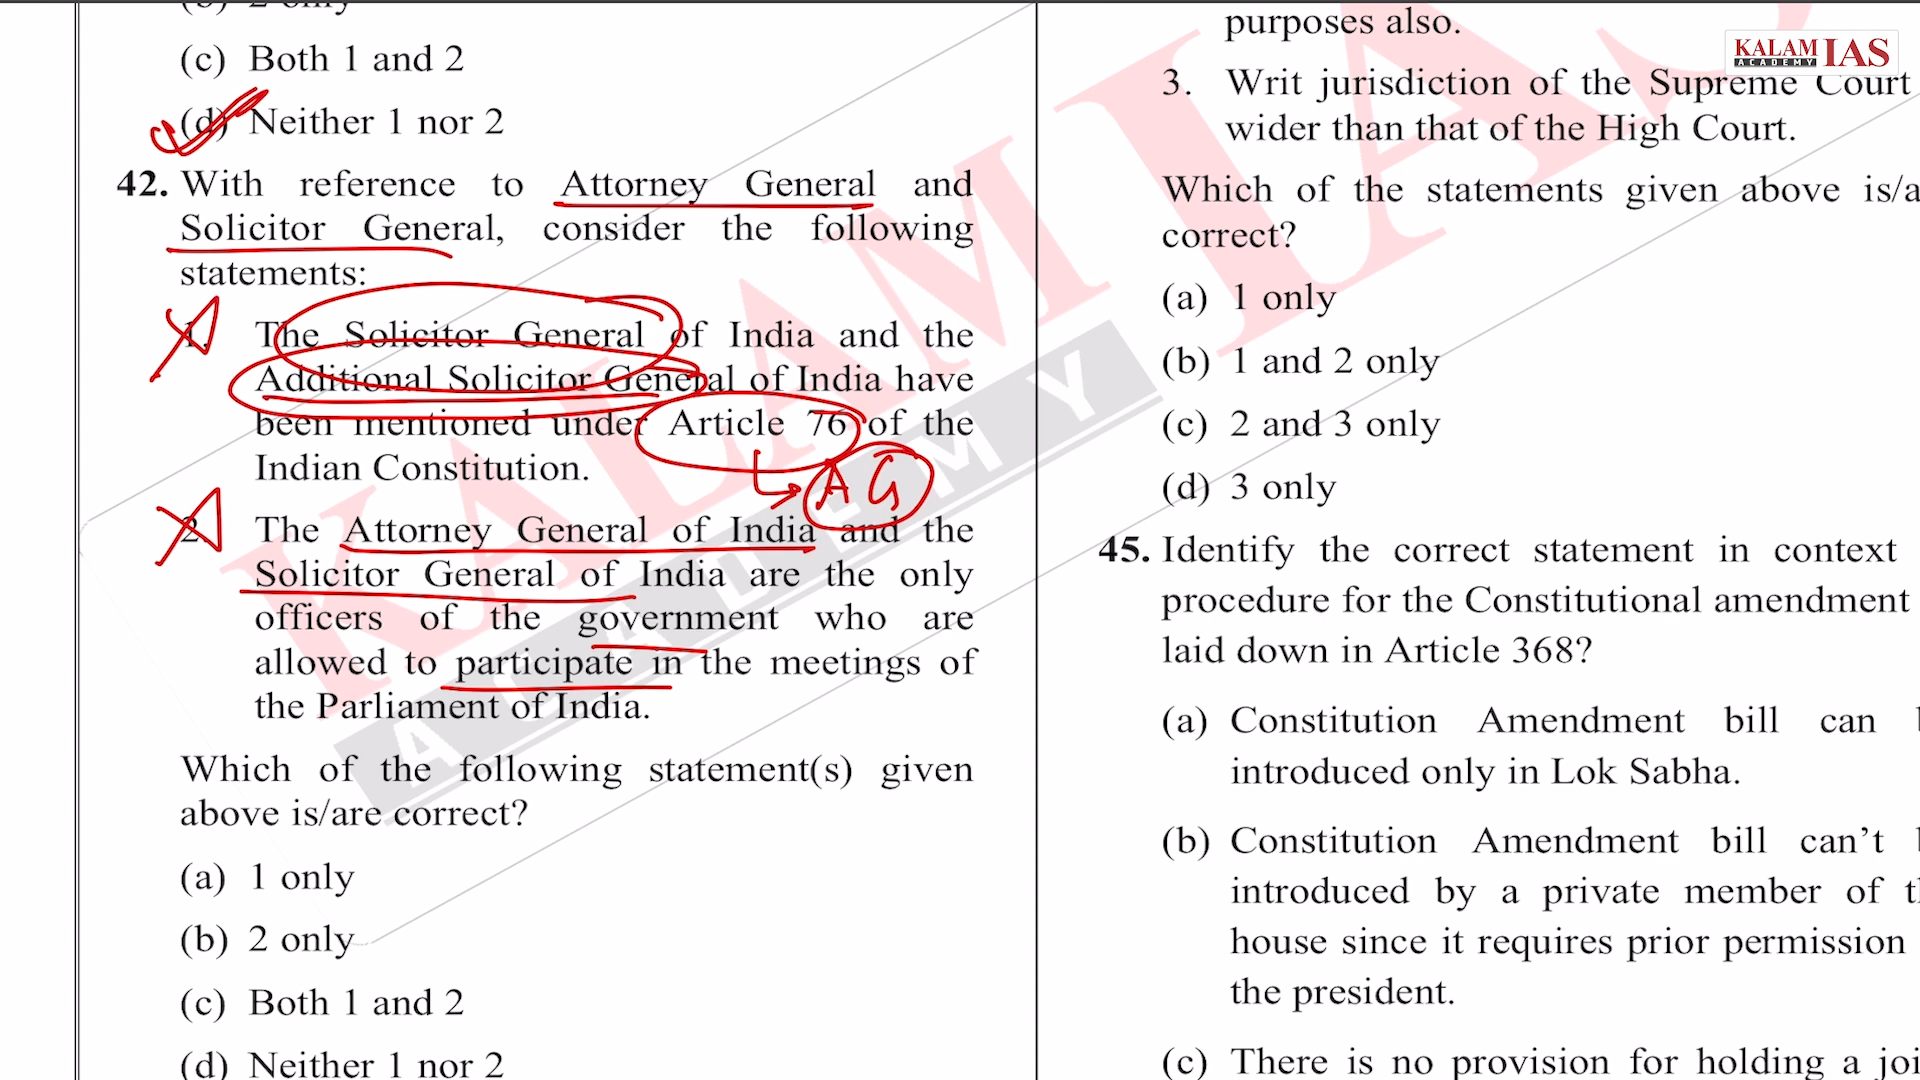 (b) 2 only
(c) Both 1 and 2
(d) Neither 1 nor 2
42. With reference to Attorney General and
Solicitor General, consider the following
statements:
1. The Solicitor General of India and the
Additional Solicitor General of India have
been mentioned under Article 76 of the
Indian Constitution.
AG
2. The Attorney General of India and the
Solicitor General of India are the only
officers of the government who are
allowed to participate in the meetings of
the Parliament of India.
Which of the following statement(s) given
above is/are correct?
(a) 1 only
(b) 2 only
(c) Both 1 and 2
(d) Neither 1 nor 2
purposes also.
3. Writ jurisdiction of the Supreme Court
wider than that of the High Court.
Which of the statements given above is/a
correct?
(a) 1 only
(b) 1 and 2 only
(c) 2 and 3 only
(d) 3 only
45. Identify the correct statement in context
procedure for the Constitutional amendment
laid down in Article 368?
(a) Constitution Amendment bill can
introduced only in Lok Sabha.
(b) Constitution Amendment bill can’t
introduced by a private member of
house since it requires prior permission
the president.
(c) There is no provision for holding a
KALAM IAS
ACADEMY
KALAM IAS
ACADEMY